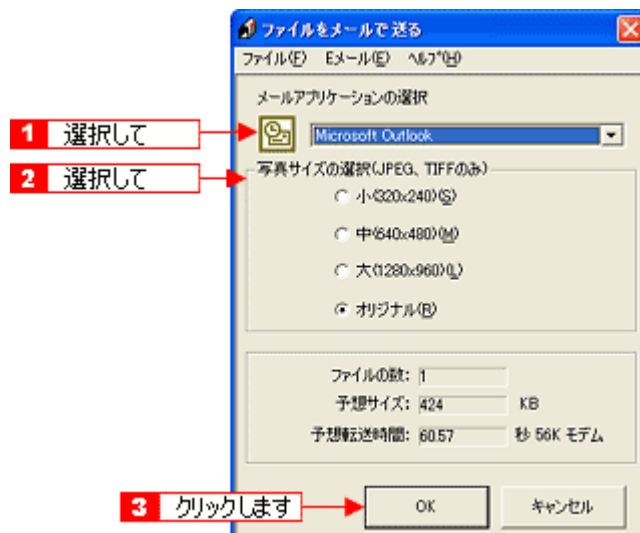 ファイルをメールで送る
ファイル(F) Eメール(E) ヘルプ(H)
メールアプリケーションの選択
1 選択して
Microsoft Outlook
2 選択して
写真サイズの選択(JPEG、TIFFのみ)
小(320x240)(S)
中(640x480)(M)
大(1280x960)(L)
オリジナル(R)
ファイルの数: 1
予想サイズ: 424 KB
予想転送時間: 60.57 秒 56K モデム
3 クリックします
OK キャンセル